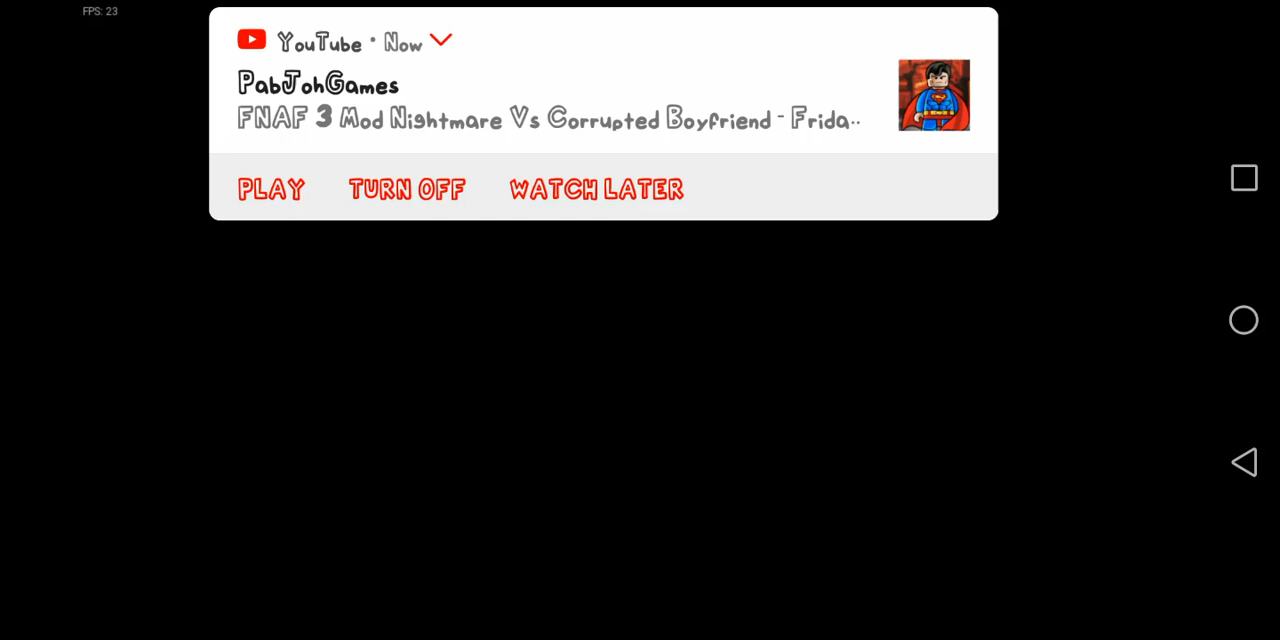 FPS: 23
YouTube • Now
PabJohGames
FNAF 3 Mod Nightmare Vs Corrupted Boyfriend - Frida..
PLAY TURN OFF WATCH LATER